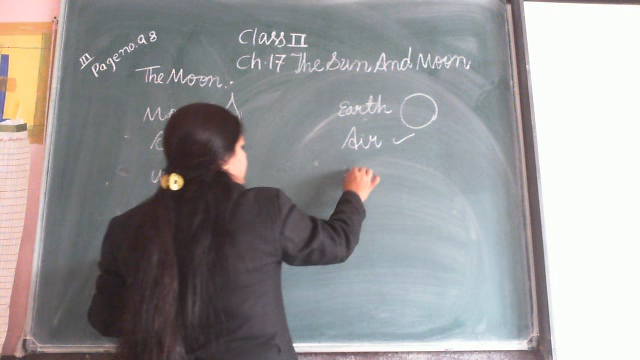 Class II
Ch.17 The Sun And Moon
III Page no. 98
The Moon:
Earth
Air ✓